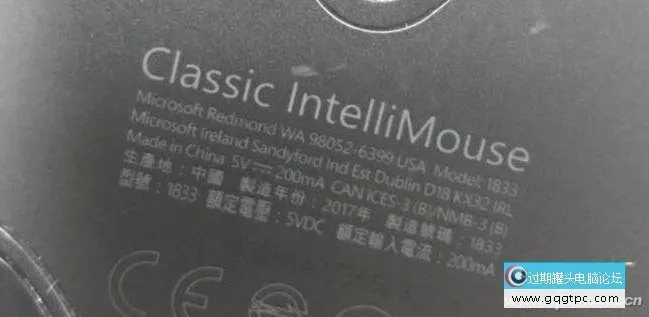 Classic IntelliMouse
Microsoft Redmond WA 98052-6399 USA Model: 1833
Microsoft Ireland Sandyford Ind Est Dublin D18 KX32 IRL
Made in China 5V⎓200mA CAN ICES-3 (B)/NMB-3 (B)
生產地：中國 製造年份：2017年 製造號碼：1833
型號：1833 額定電壓：5VDC 額定輸入電流：200mA
CE
过期罐头电脑论坛
www.gqgtpc.com